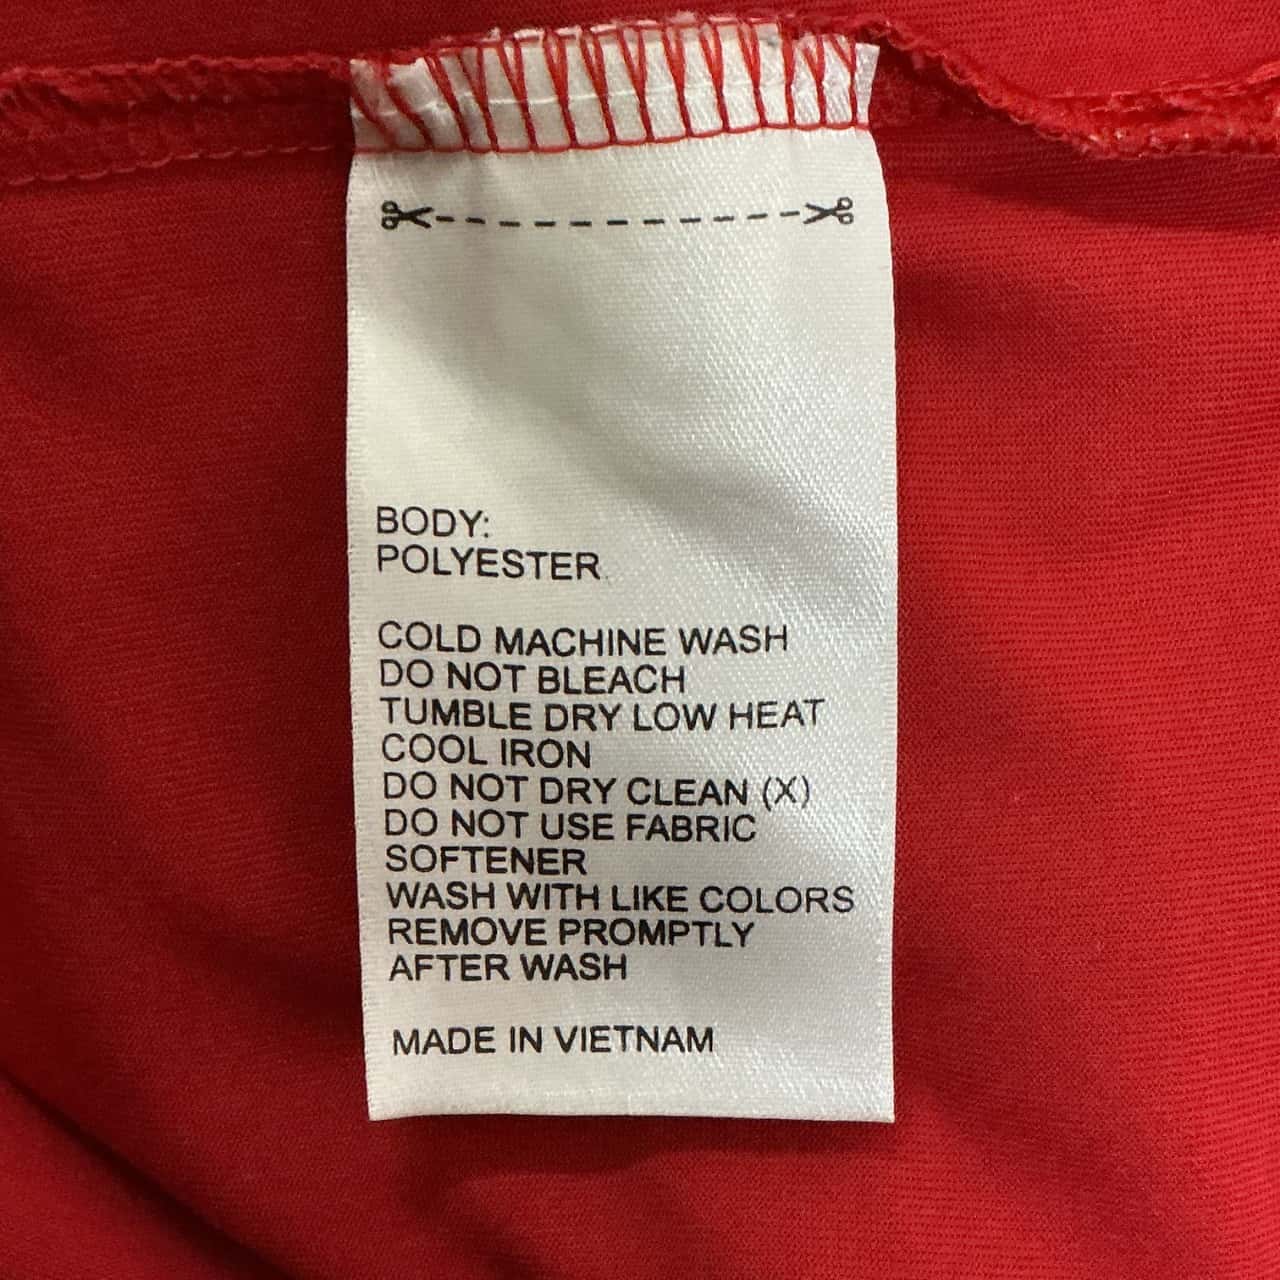 BODY:
POLYESTER
COLD MACHINE WASH
DO NOT BLEACH
TUMBLE DRY LOW HEAT
COOL IRON
DO NOT DRY CLEAN (X)
DO NOT USE FABRIC
SOFTENER
WASH WITH LIKE COLORS
REMOVE PROMPTLY
AFTER WASH
MADE IN VIETNAM